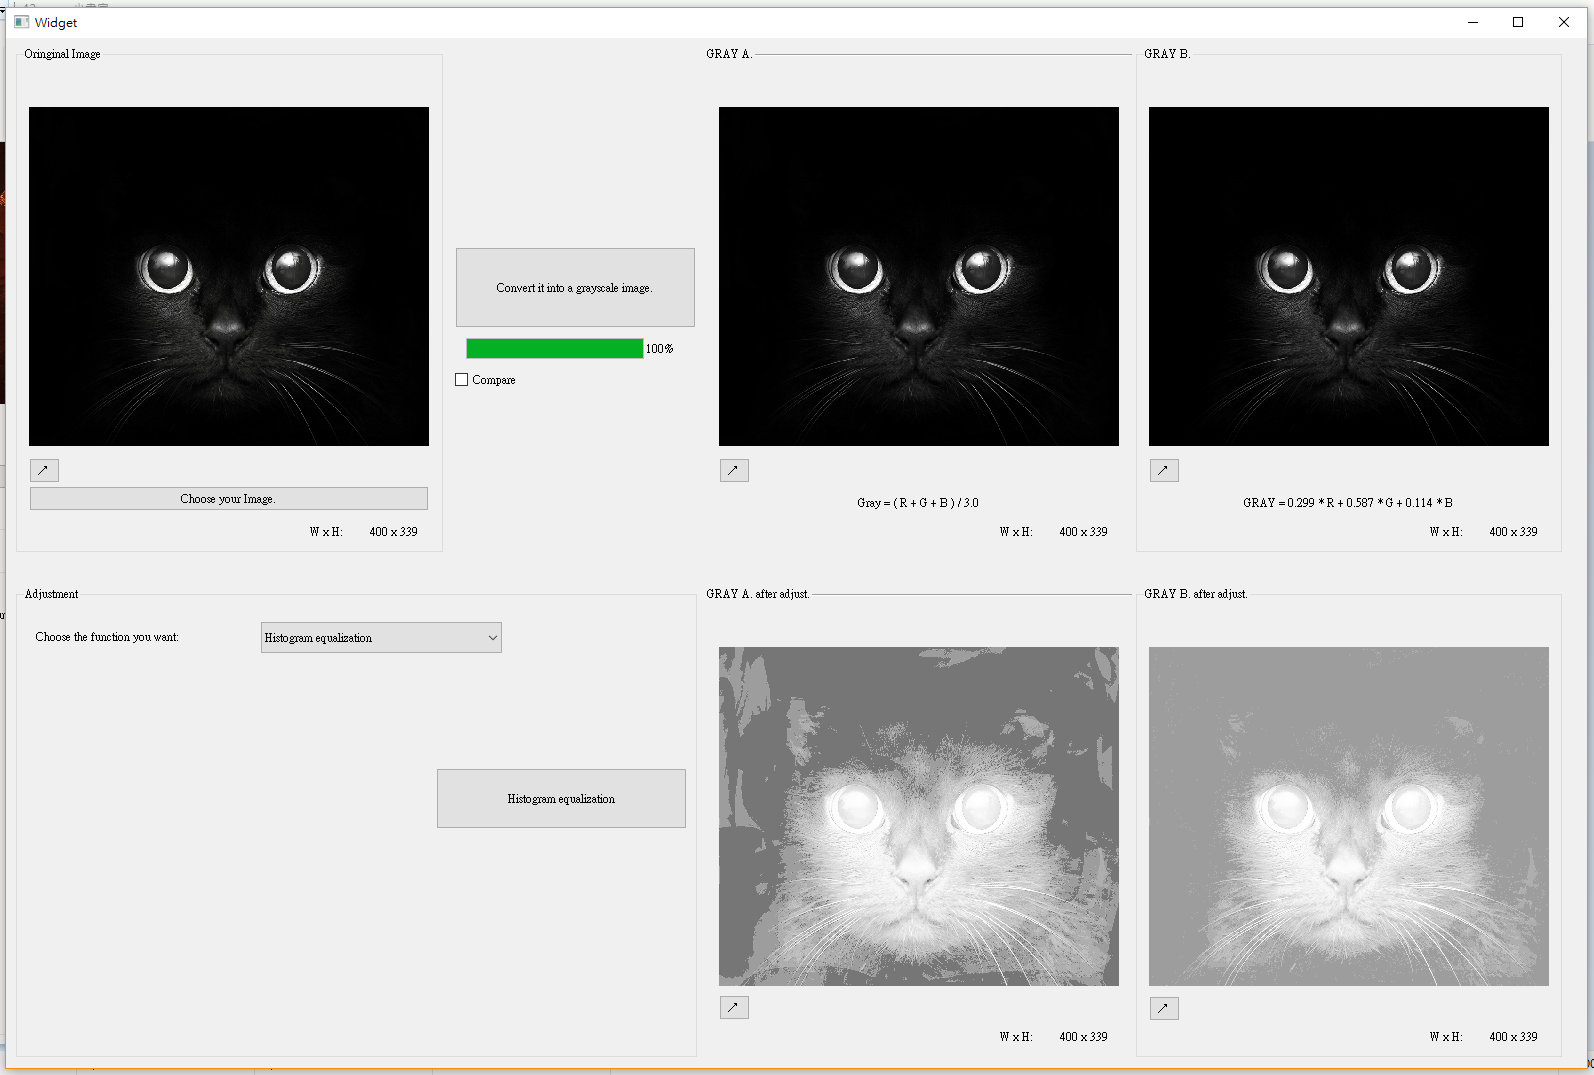 Widget
Oringinal Image
GRAY A.
GRAY B.
Convert it into a grayscale image.
100%
Compare
Choose your Image.
W x H: 400 x 339
Gray = ( R + G + B ) / 3.0
W x H: 400 x 339
GRAY = 0.299 * R + 0.587 * G + 0.114 * B
W x H: 400 x 339
Adjustment
Choose the function you want:
Histogram equalization
Histogram equalization
GRAY A. after adjust.
GRAY B. after adjust.
W x H: 400 x 339
W x H: 400 x 339